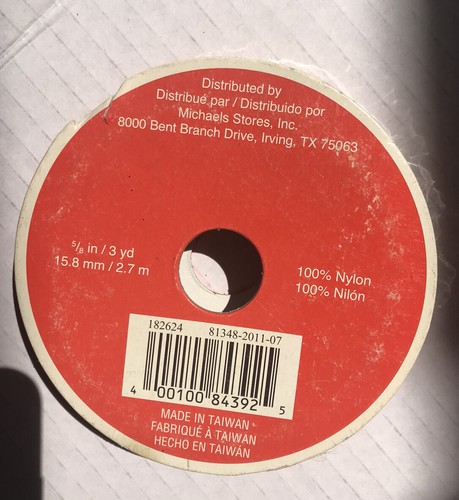 Distributed by
Distribué par / Distribuido por
Michaels Stores, Inc.
8000 Bent Branch Drive, Irving, TX 75063
5/8 in / 3 yd
15.8 mm / 2.7 m
100% Nylon
100% Nilón
182624 81348-2011-07
4 00100 84392 5
MADE IN TAIWAN
FABRIQUÉ À TAIWAN
HECHO EN TAIWÁN